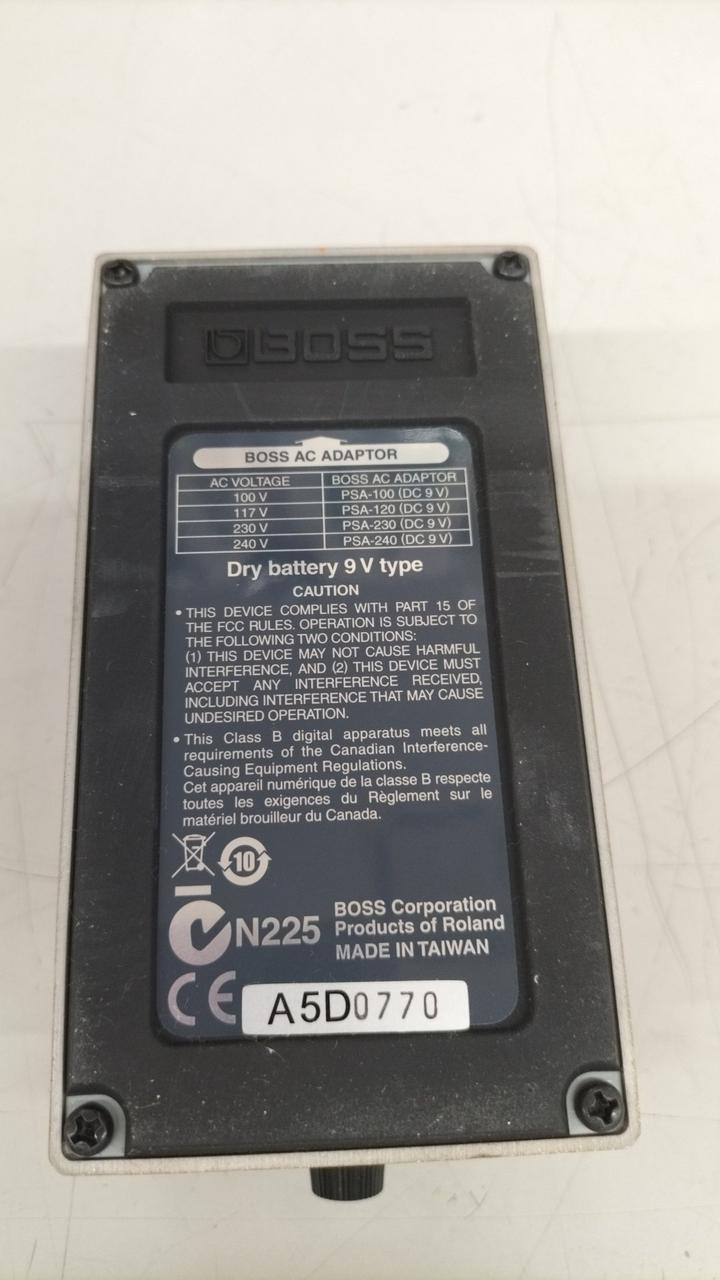 BOSS
BOSS AC ADAPTOR
AC VOLTAGE BOSS AC ADAPTOR
100 V PSA-100 (DC 9 V)
117 V PSA-120 (DC 9 V)
230 V PSA-230 (DC 9 V)
240 V PSA-240 (DC 9 V)
Dry battery 9 V type
CAUTION
• THIS DEVICE COMPLIES WITH PART 15 OF
THE FCC RULES. OPERATION IS SUBJECT TO
THE FOLLOWING TWO CONDITIONS:
(1) THIS DEVICE MAY NOT CAUSE HARMFUL
INTERFERENCE, AND (2) THIS DEVICE MUST
ACCEPT ANY INTERFERENCE RECEIVED,
INCLUDING INTERFERENCE THAT MAY CAUSE
UNDESIRED OPERATION.
• This Class B digital apparatus meets all
requirements of the Canadian Interference-
Causing Equipment Regulations.
Cet appareil numérique de la classe B respecte
toutes les exigences du Règlement sur le
matériel brouilleur du Canada.
10
N225
BOSS Corporation
Products of Roland
MADE IN TAIWAN
CE
A5D0770